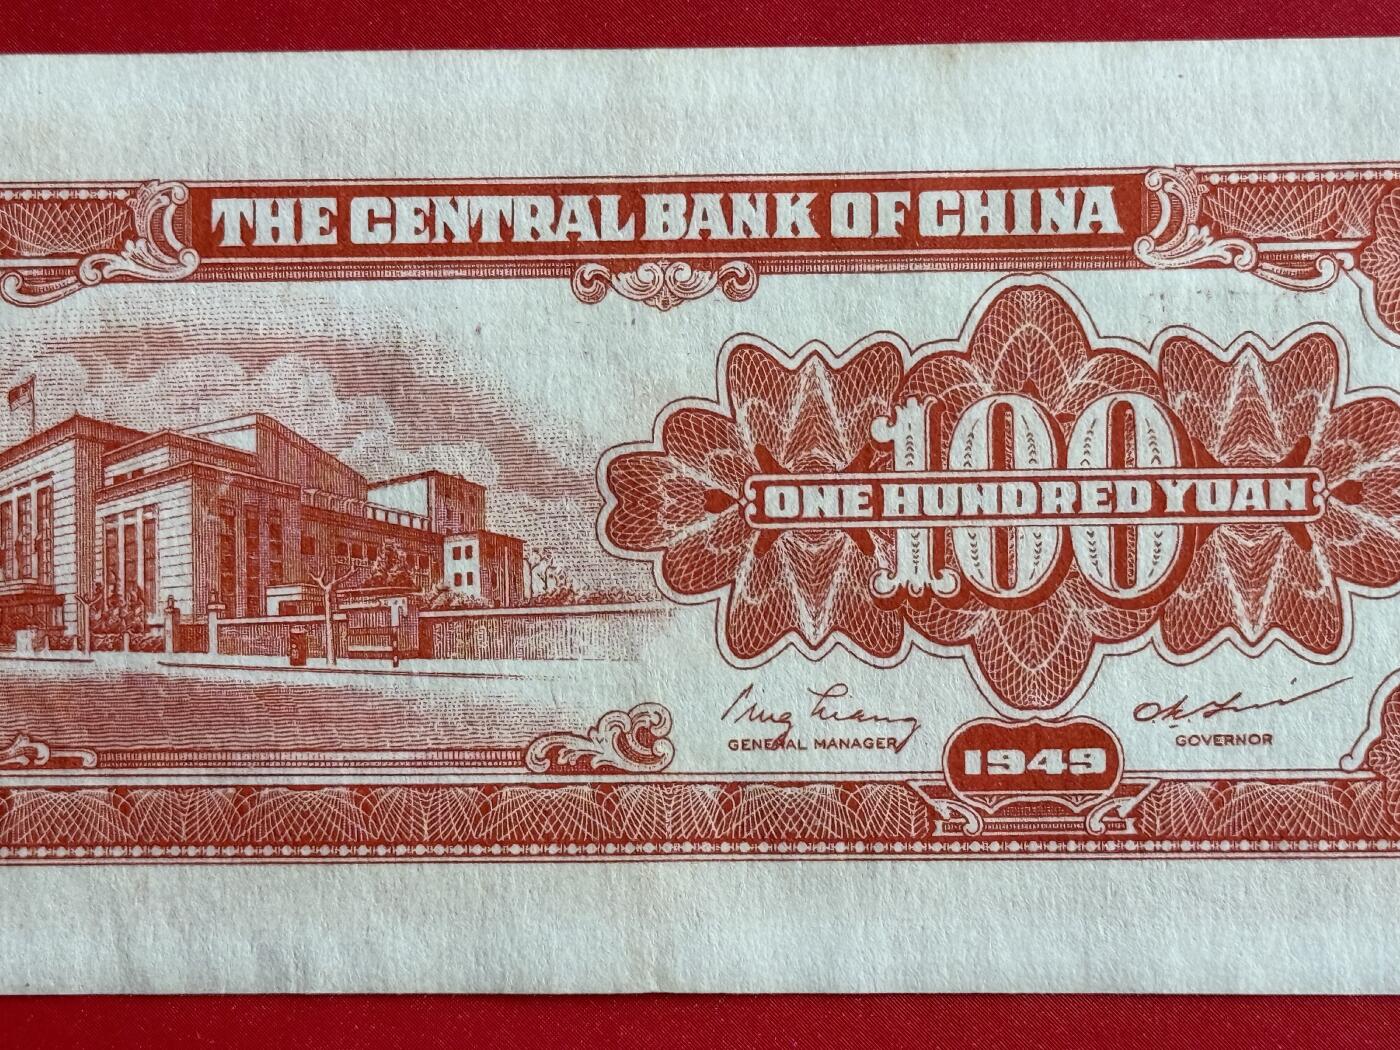 THE CENTRAL BANK OF CHINA
100
ONE HUNDRED YUAN
GENERAL MANAGER
GOVERNOR
1949